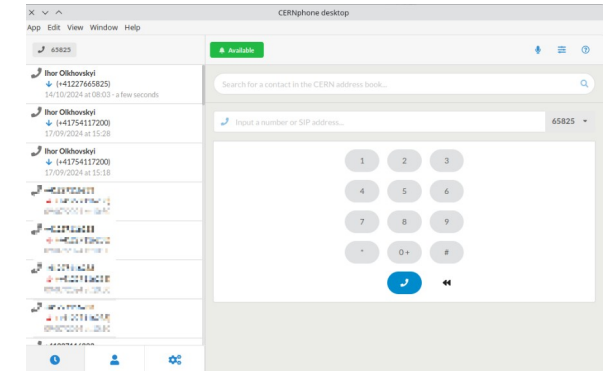 CERNphone desktop
App Edit View Window Help
65825
Available
Ihor Olkhovskyi
(+41227665825)
14/10/2024 at 08:03 - a few seconds
Ihor Olkhovskyi
(+41754117200)
17/09/2024 at 15:28
Ihor Olkhovskyi
(+41754117200)
17/09/2024 at 15:18
Search for a contact in the CERN address book...
Input a number or SIP address...
65825
1 2 3
4 5 6
7 8 9
* 0+ #